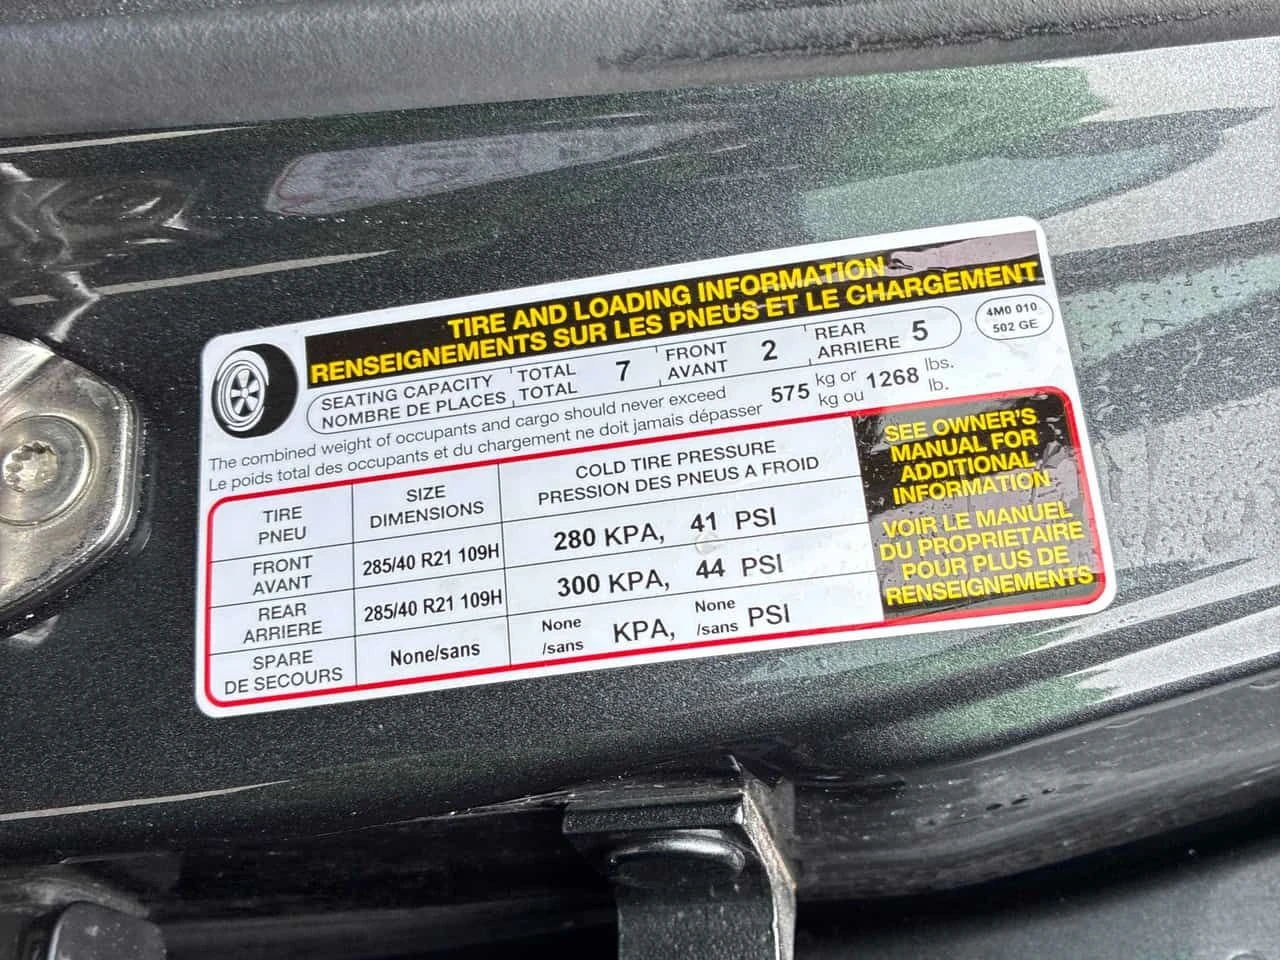 TIRE AND LOADING INFORMATION
RENSEIGNEMENTS SUR LES PNEUS ET LE CHARGEMENT
SEATING CAPACITY TOTAL 7 FRONT 2 REAR 5
NOMBRE DE PLACES TOTAL AVANT ARRIERE
4M0 010
502 GE
The combined weight of occupants and cargo should never exceed 575 kg or 1268 lbs.
Le poids total des occupants et du chargement ne doit jamais dépasser kg ou lb.
TIRE SIZE COLD TIRE PRESSURE
PNEU DIMENSIONS PRESSION DES PNEUS A FROID
FRONT 285/40 R21 109H 280 KPA, 41 PSI
AVANT
REAR 285/40 R21 109H 300 KPA, 44 PSI
ARRIERE
SPARE None/sans None KPA, None PSI
DE SECOURS /sans /sans
SEE OWNER'S
MANUAL FOR
ADDITIONAL
INFORMATION
VOIR LE MANUEL
DU PROPRIETAIRE
POUR PLUS DE
RENSEIGNEMENTS